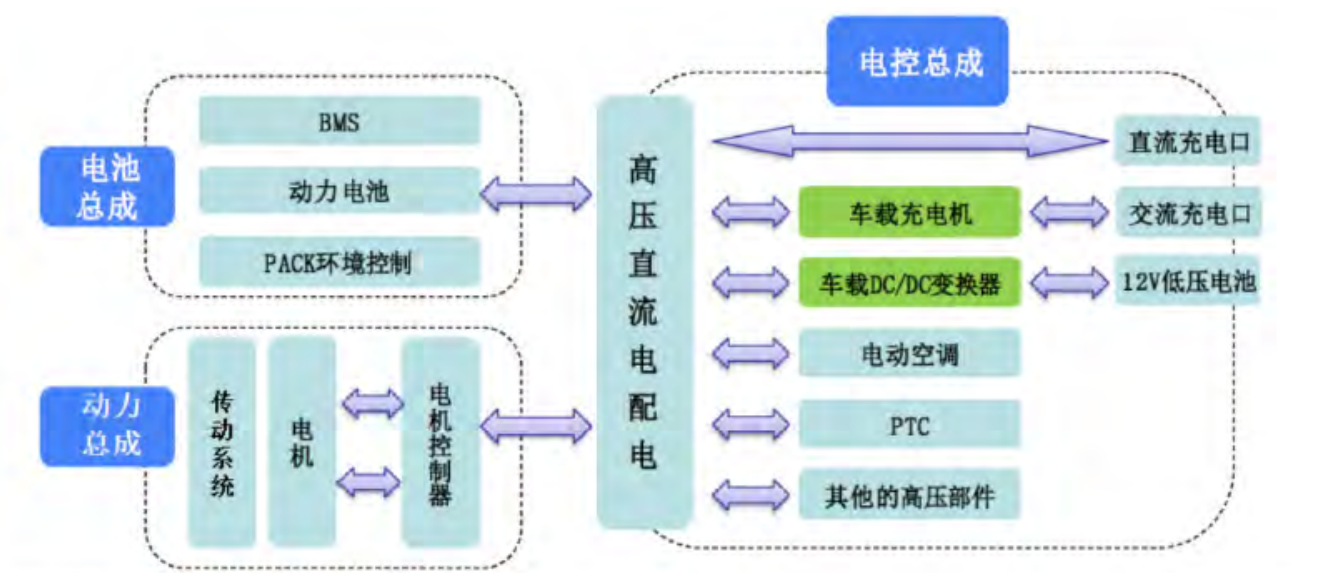 电控总成
电池
总成
BMS
动力电池
PACK环境控制
动力
总成
传动系统
电机
电机控制器
高压直流电配电
直流充电口
车载充电机
交流充电口
车载DC/DC变换器
12V低压电池
电动空调
PTC
其他的高压部件